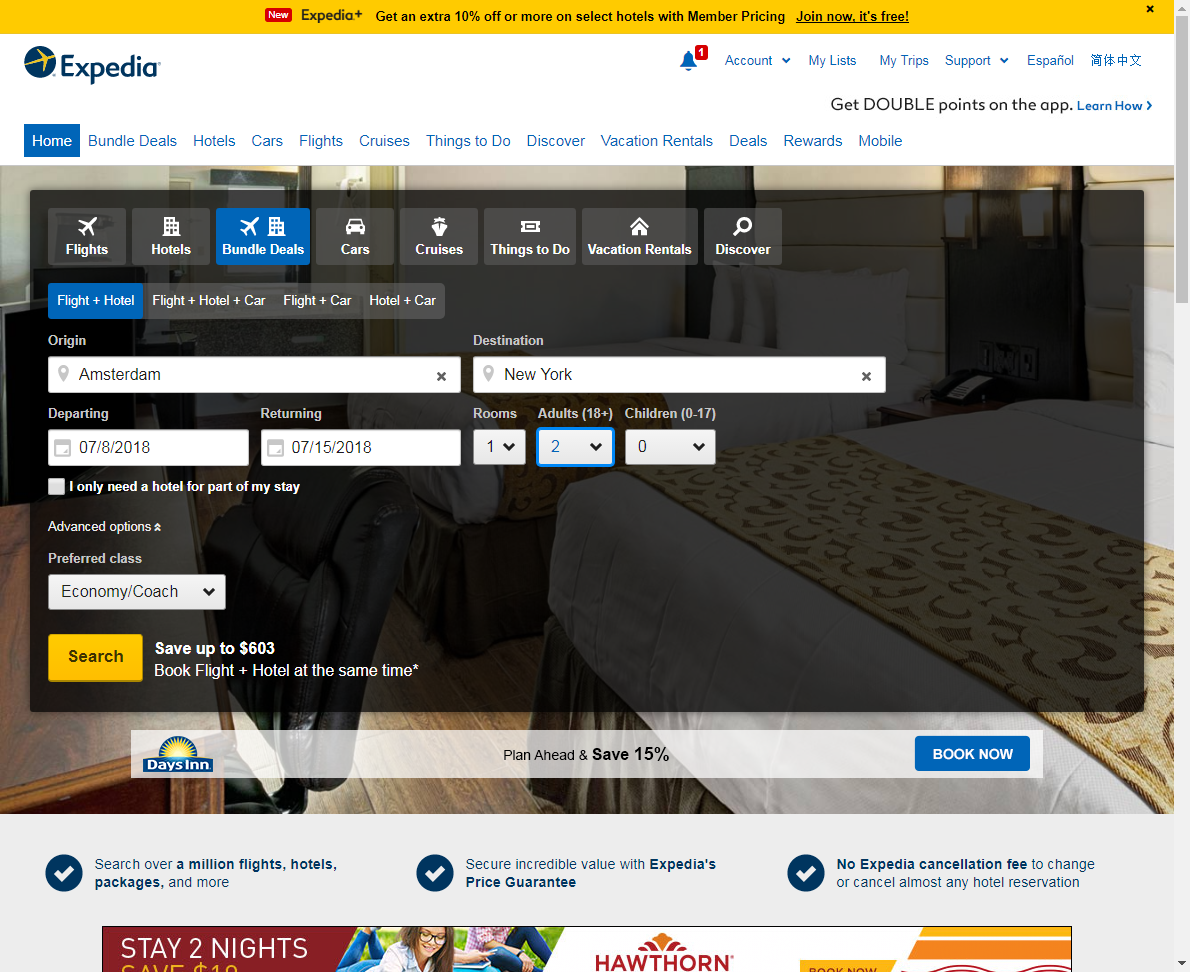 New Expedia+ Get an extra 10% off or more on select hotels with Member Pricing Join now, it's free!
Expedia
1
Account My Lists My Trips Support Español 简体中文
Get DOUBLE points on the app. Learn How
Home Bundle Deals Hotels Cars Flights Cruises Things to Do Discover Vacation Rentals Deals Rewards Mobile
Flights Hotels Bundle Deals Cars Cruises Things to Do Vacation Rentals Discover
Flight + Hotel Flight + Hotel + Car Flight + Car Hotel + Car
Origin Destination
Amsterdam New York
Departing Returning Rooms Adults (18+) Children (0-17)
07/8/2018 07/15/2018 1 2 0
I only need a hotel for part of my stay
Advanced options
Preferred class
Economy/Coach
Search
Save up to $603
Book Flight + Hotel at the same time*
Days Inn Plan Ahead & Save 15% BOOK NOW
Search over a million flights, hotels,
packages, and more
Secure incredible value with Expedia's
Price Guarantee
No Expedia cancellation fee to change
or cancel almost any hotel reservation
STAY 2 NIGHTS
SAVE $10
HAWTHORN
BOOK NOW